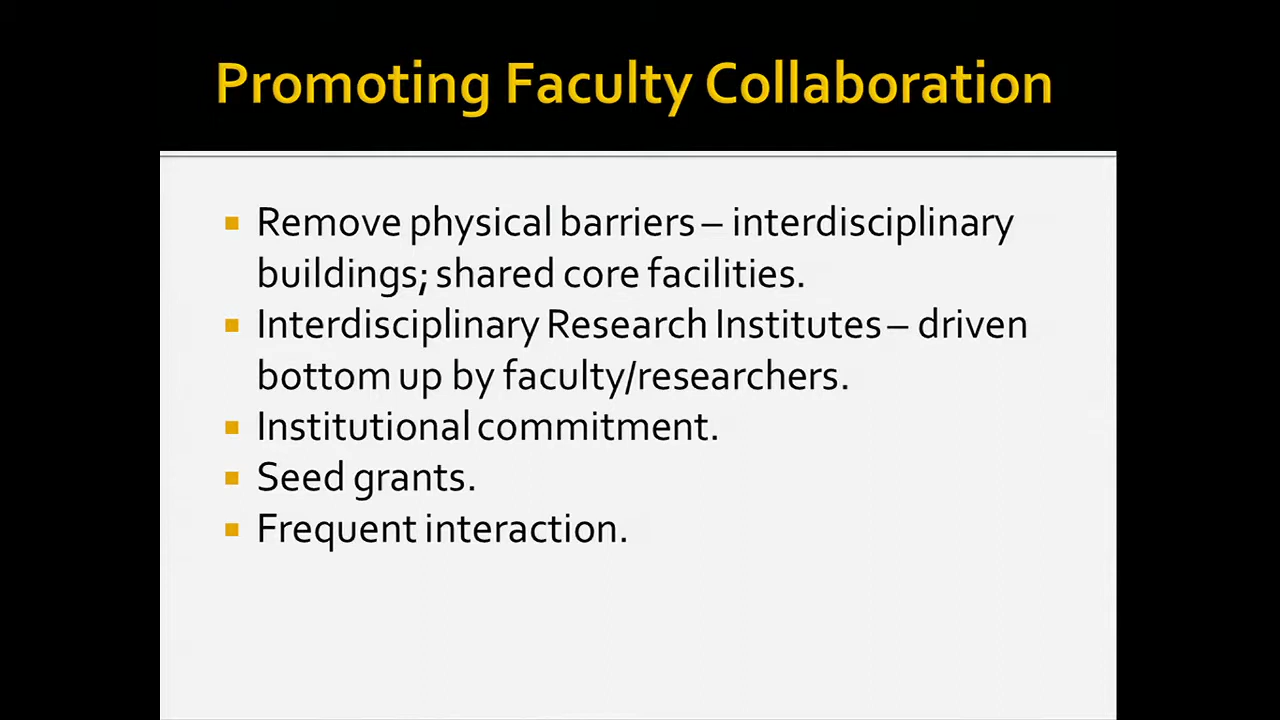 Promoting Faculty Collaboration
Remove physical barriers – interdisciplinary
buildings; shared core facilities.
Interdisciplinary Research Institutes – driven
bottom up by faculty/researchers.
Institutional commitment.
Seed grants.
Frequent interaction.